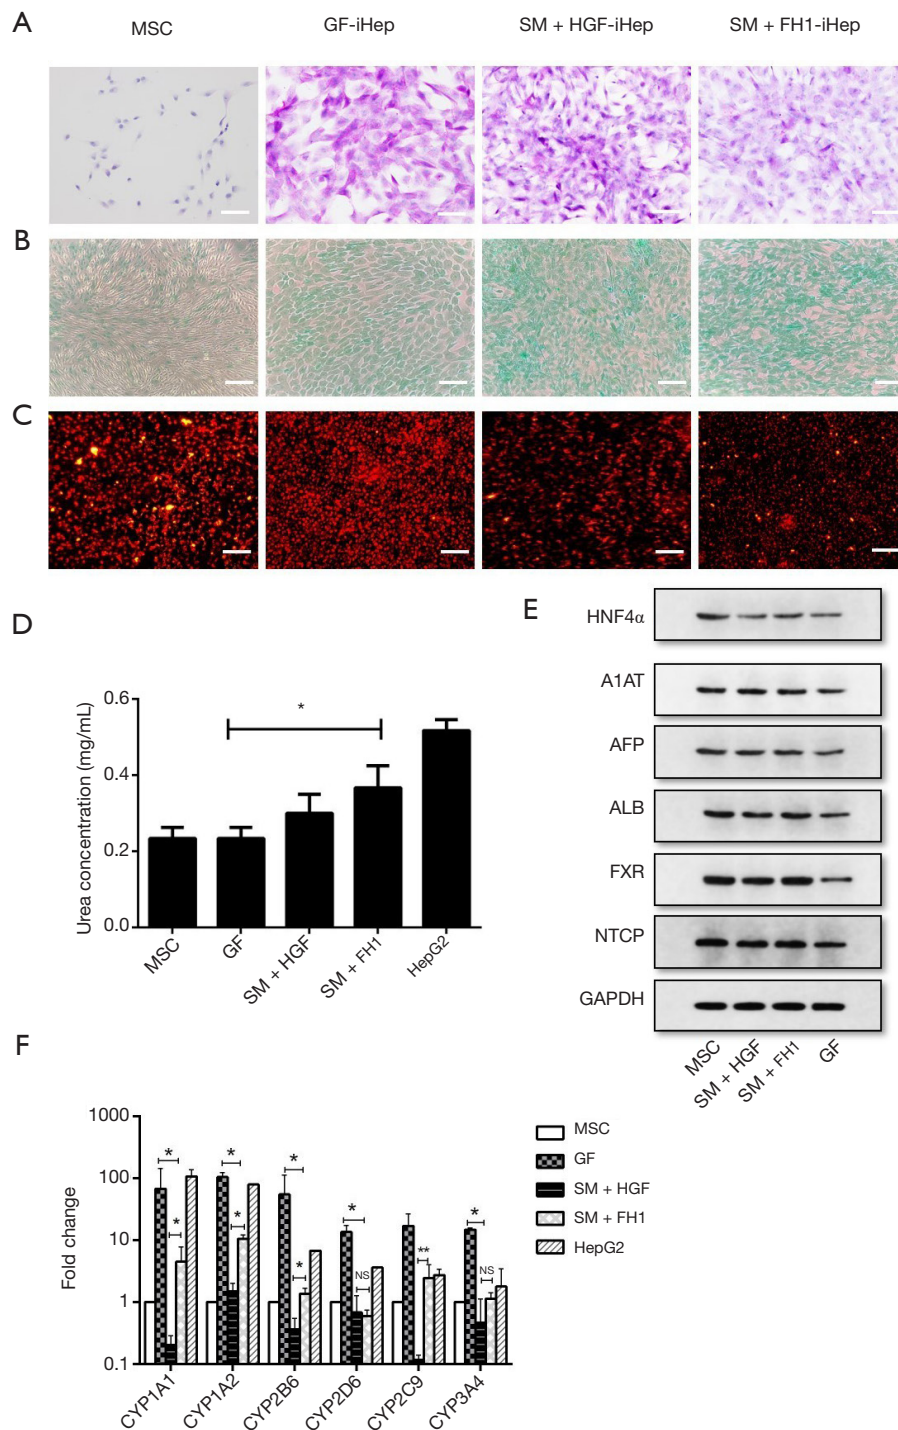 A
MSC
GF-iHep
SM + HGF-iHep
SM + FH1-iHep
B
C
D
Urea concentration (mg/mL)
0.6
0.4
0.2
0.0
*
MSC
GF
SM + HGF
SM + FH1
HepG2
E
HNF4α
A1AT
AFP
ALB
FXR
NTCP
GAPDH
MSC
SM + HGF
SM + FH1
GF
F
Fold change
1000
100
10
1
0.1
*
*
*
*
*
*
*
NS
**
*
NS
CYP1A1
CYP1A2
CYP2B6
CYP2D6
CYP2C9
CYP3A4
MSC
GF
SM + HGF
SM + FH1
HepG2